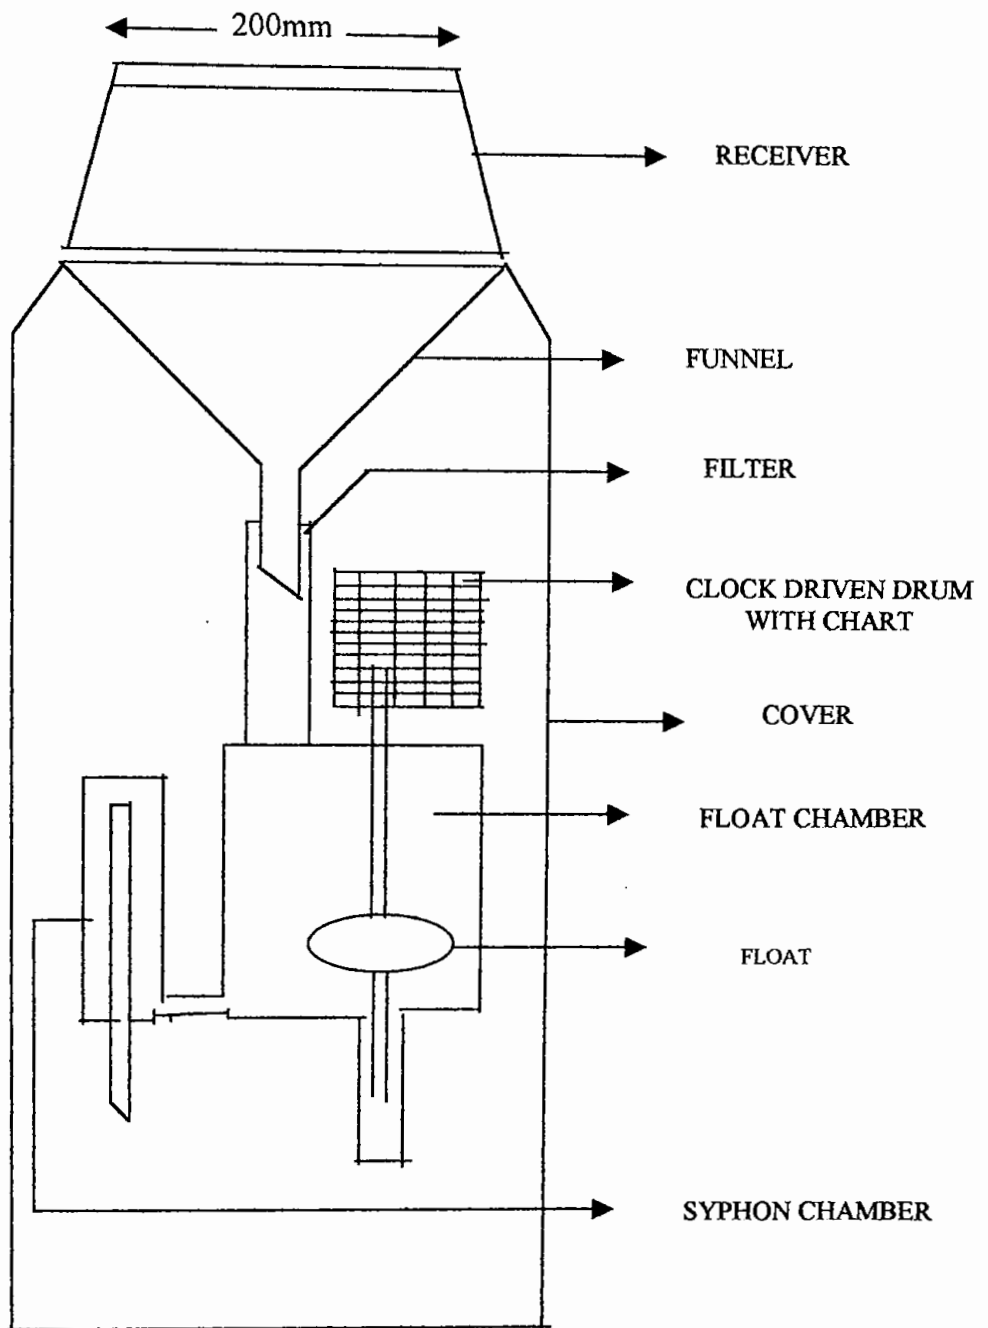 200mm
RECEIVER
FUNNEL
FILTER
CLOCK DRIVEN DRUM
WITH CHART
COVER
FLOAT CHAMBER
FLOAT
SYPHON CHAMBER